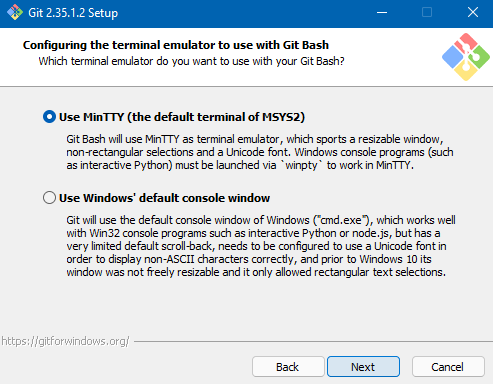 Git 2.35.1.2 Setup
Configuring the terminal emulator to use with Git Bash
Which terminal emulator do you want to use with your Git Bash?
Use MinTTY (the default terminal of MSYS2)
Git Bash will use MinTTY as terminal emulator, which sports a resizable window,
non-rectangular selections and a Unicode font. Windows console programs (such
as interactive Python) must be launched via `winpty` to work in MinTTY.
Use Windows' default console window
Git will use the default console window of Windows ("cmd.exe"), which works well
with Win32 console programs such as interactive Python or node.js, but has a
very limited default scroll-back, needs to be configured to use a Unicode font in
order to display non-ASCII characters correctly, and prior to Windows 10 its
window was not freely resizable and it only allowed rectangular text selections.
https://gitforwindows.org/
Back
Next
Cancel